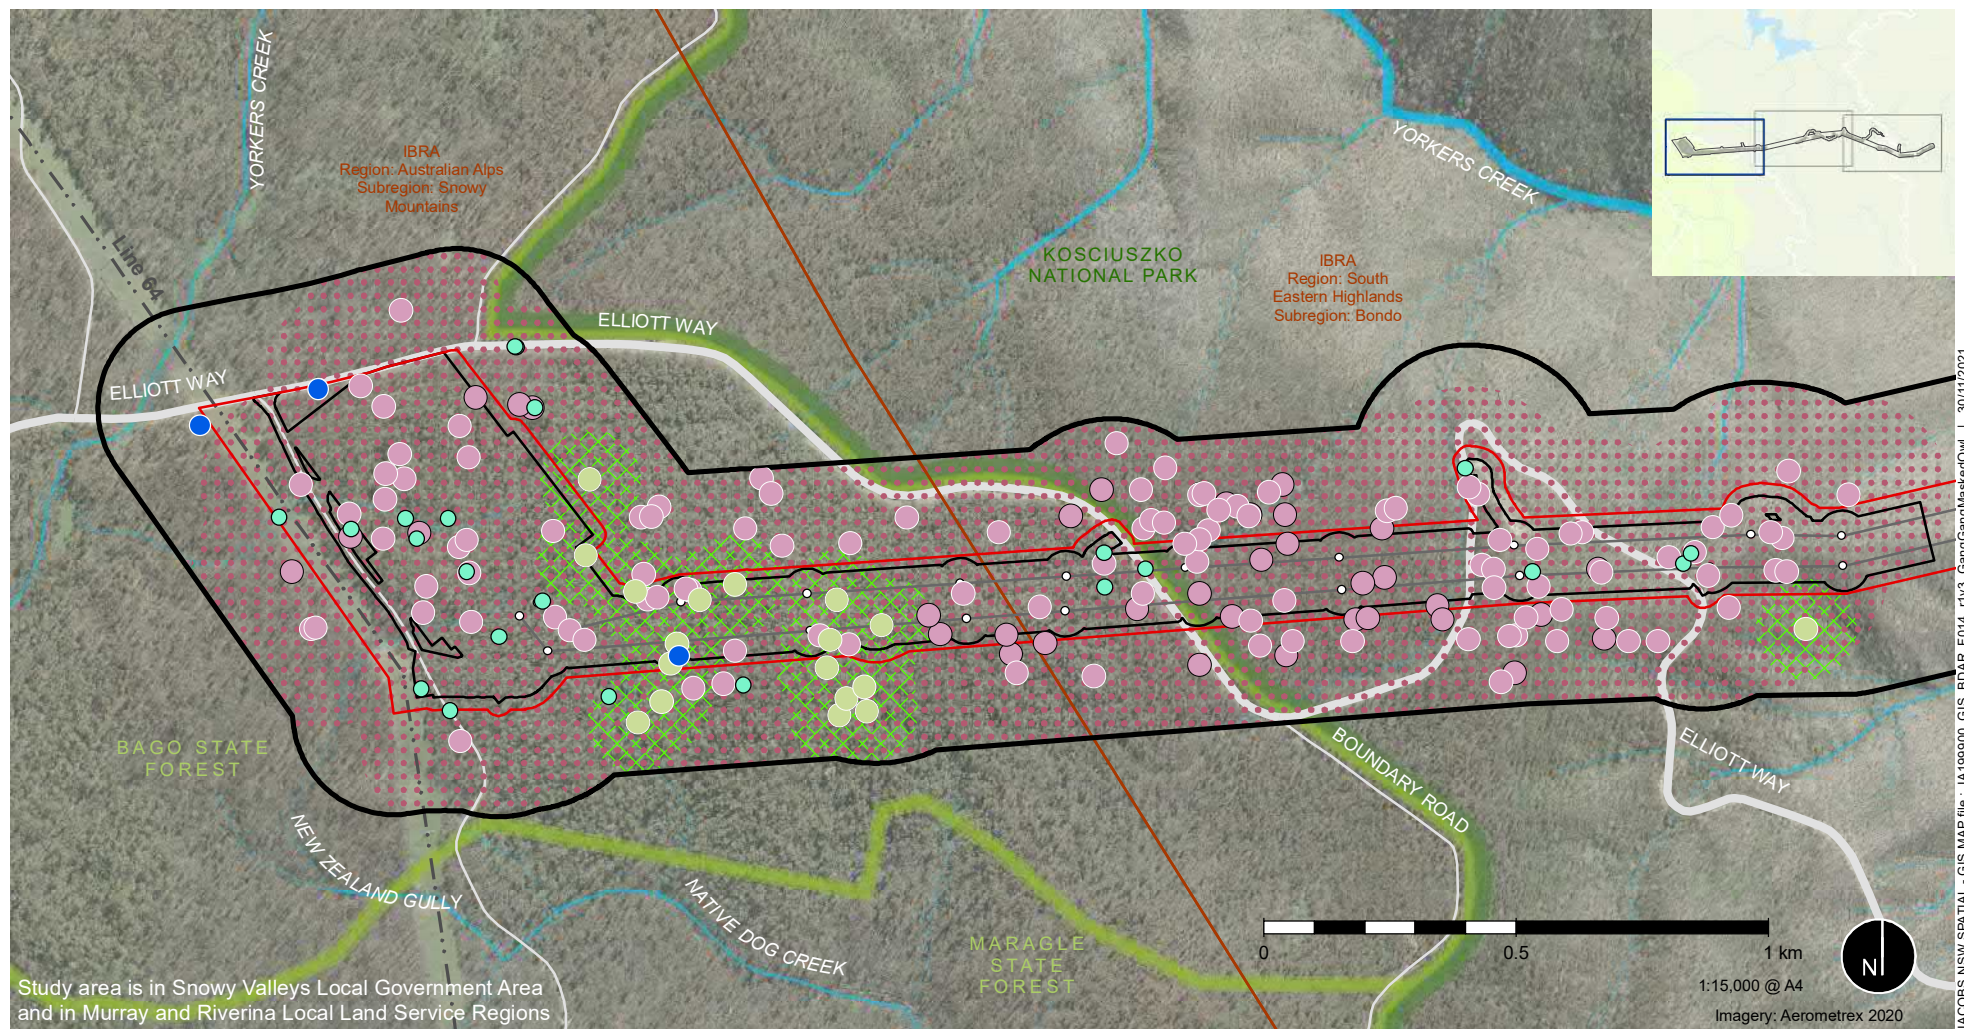 YORKERS CREEK
IBRA
Region: Australian Alps
Subregion: Snowy
Mountains
Line 64
YORKERS CREEK
KOSCIUSZKO
NATIONAL PARK
IBRA
Region: South
Eastern Highlands
Subregion: Bondo
ELLIOTT WAY
ELLIOTT WAY
BAGO STATE
FOREST
BOUNDARY ROAD
ELLIOTT WAY
NEW ZEALAND GULLY
NATIVE DOG CREEK
MARAGLE
STATE
FOREST
0 0.5 1 km
1:15,000 @ A4
N
Imagery: Aerometrex 2020
Study area is in Snowy Valleys Local Government Area
and in Murray and Riverina Local Land Service Regions